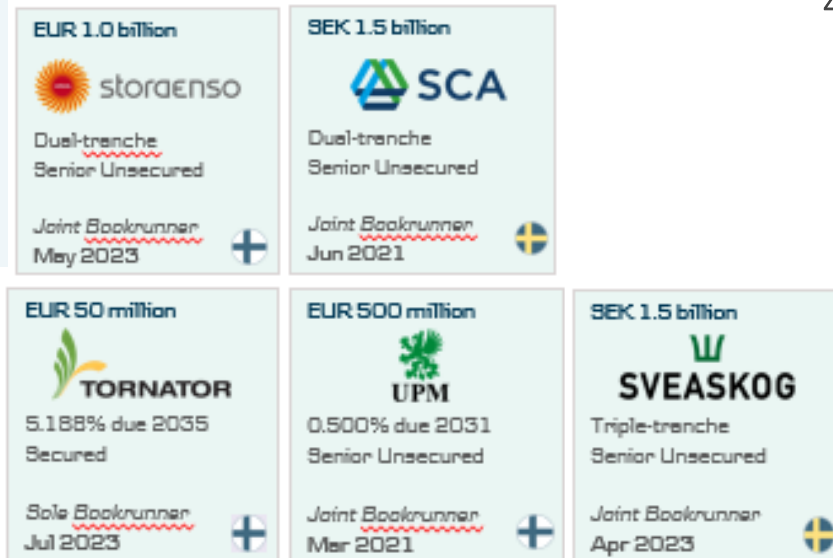 EUR 1.0 billion
storaenso
Dual-tranche
Senior Unsecured
Joint Bookrunner
May 2023
SEK 1.5 billion
SCA
Dual-tranche
Senior Unsecured
Joint Bookrunner
Jun 2021
EUR 50 million
TORNATOR
5.188% due 2035
Secured
Sole Bookrunner
Jul 2023
EUR 500 million
UPM
0.500% due 2031
Senior Unsecured
Joint Bookrunner
Mar 2021
SEK 1.5 billion
SVEASKOG
Triple-tranche
Senior Unsecured
Joint Bookrunner
Apr 2023